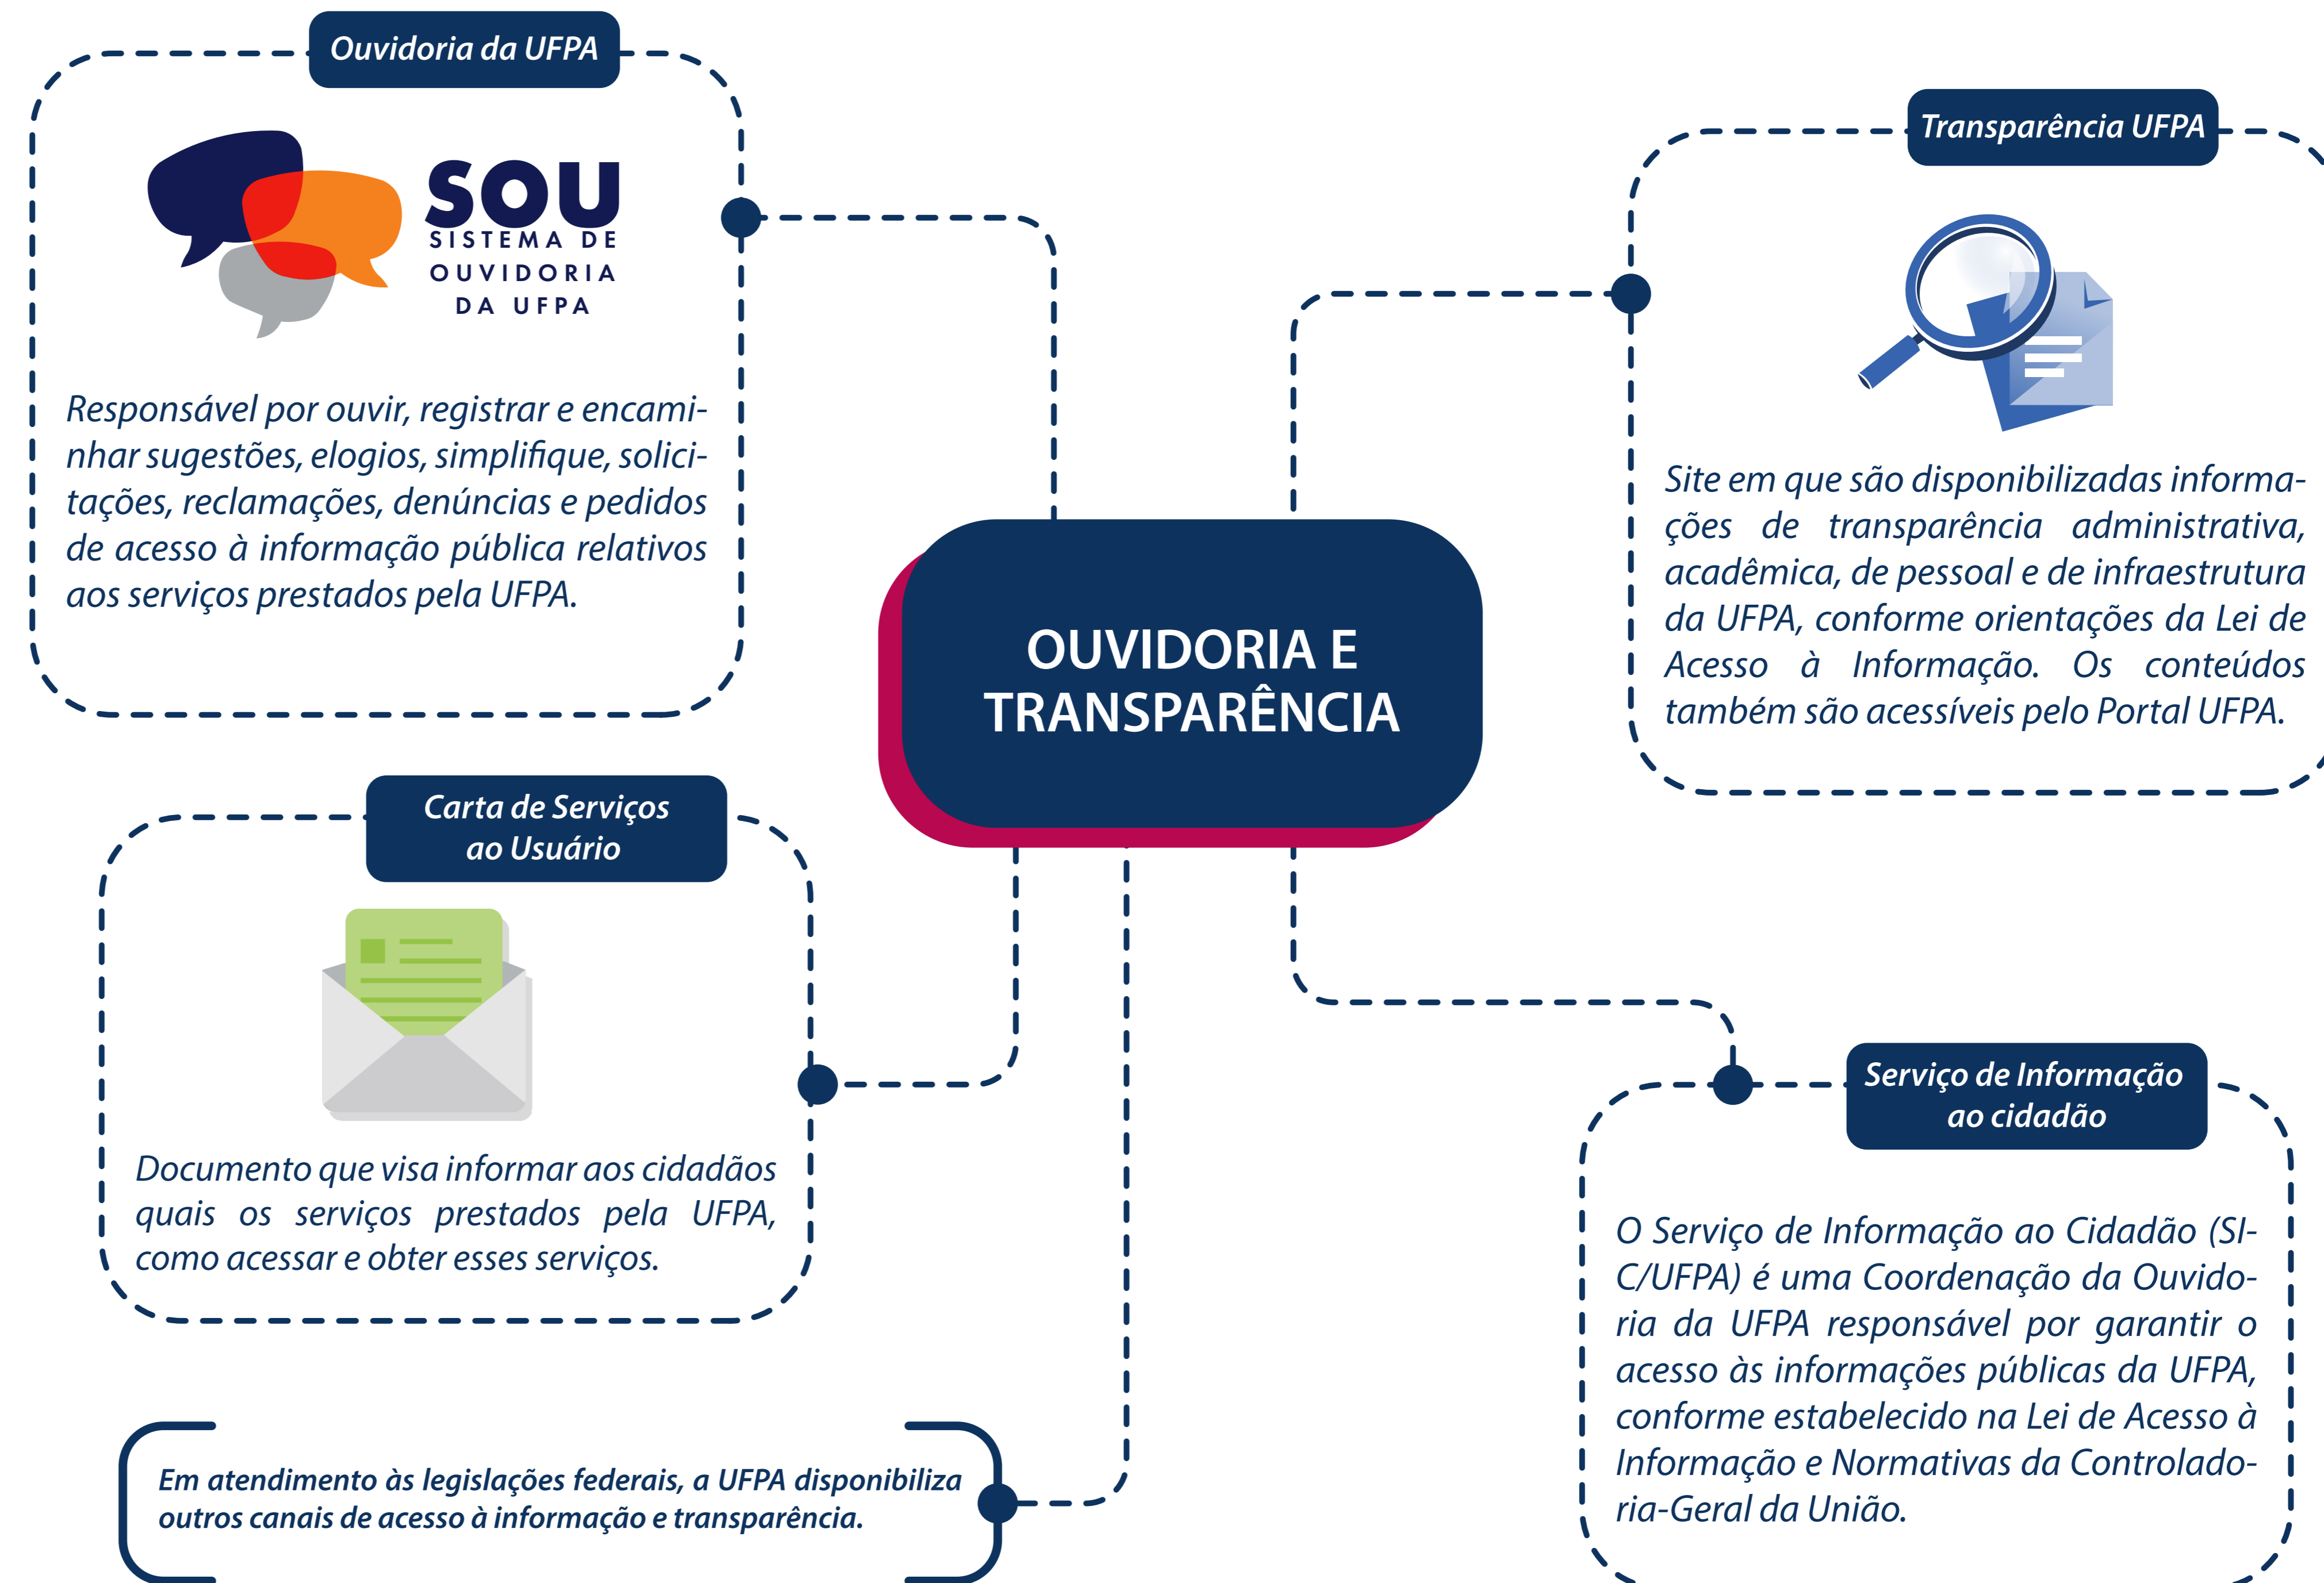 Ouvidoria da UFPA
SOU
SISTEMA DE
OUVIDORIA
DA UFPA
Responsável por ouvir, registrar e encami-
nhar sugestões, elogios, simplifique, solici-
tações, reclamações, denúncias e pedidos
de acesso à informação pública relativos
aos serviços prestados pela UFPA.
Transparência UFPA
Site em que são disponibilizadas informa-
ções de transparência administrativa,
acadêmica, de pessoal e de infraestrutura
da UFPA, conforme orientações da Lei de
Acesso à Informação. Os conteúdos
também são acessíveis pelo Portal UFPA.
OUVIDORIA E
TRANSPARÊNCIA
Carta de Serviços
ao Usuário
Documento que visa informar aos cidadãos
quais os serviços prestados pela UFPA,
como acessar e obter esses serviços.
Serviço de Informação
ao cidadão
O Serviço de Informação ao Cidadão (SI-
C/UFPA) é uma Coordenação da Ouvido-
ria da UFPA responsável por garantir o
acesso às informações públicas da UFPA,
conforme estabelecido na Lei de Acesso à
Informação e Normativas da Controlado-
ria-Geral da União.
Em atendimento às legislações federais, a UFPA disponibiliza
outros canais de acesso à informação e transparência.